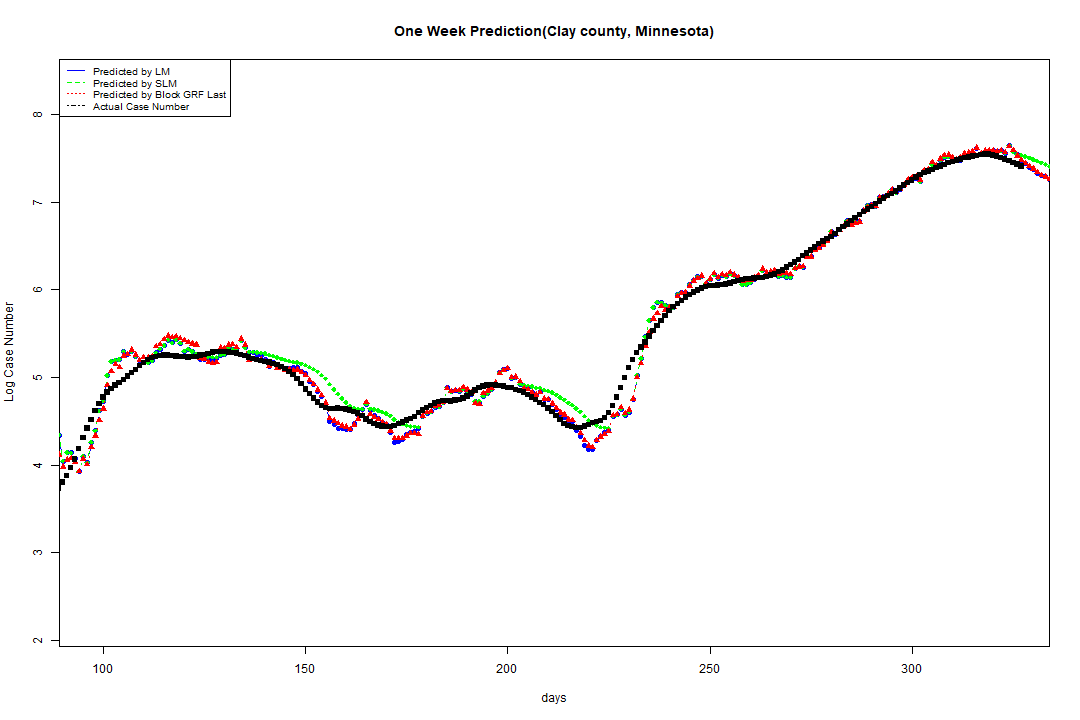 One Week Prediction(Clay county, Minnesota)
Predicted by LM
Predicted by SLM
Predicted by Block GRF Last
Actual Case Number
8
7
6
5
4
3
2
Log Case Number
100 150 200 250 300
days